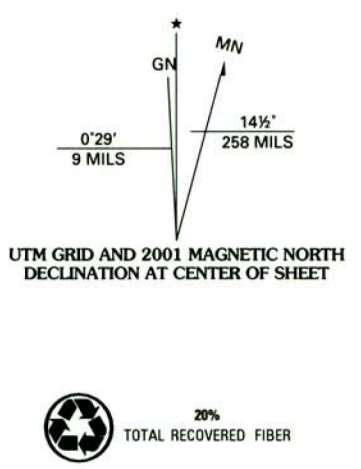 ★
GN
MN
0°29′
9 MILS
14½°
258 MILS
UTM GRID AND 2001 MAGNETIC NORTH
DECLINATION AT CENTER OF SHEET
20%
TOTAL RECOVERED FIBER